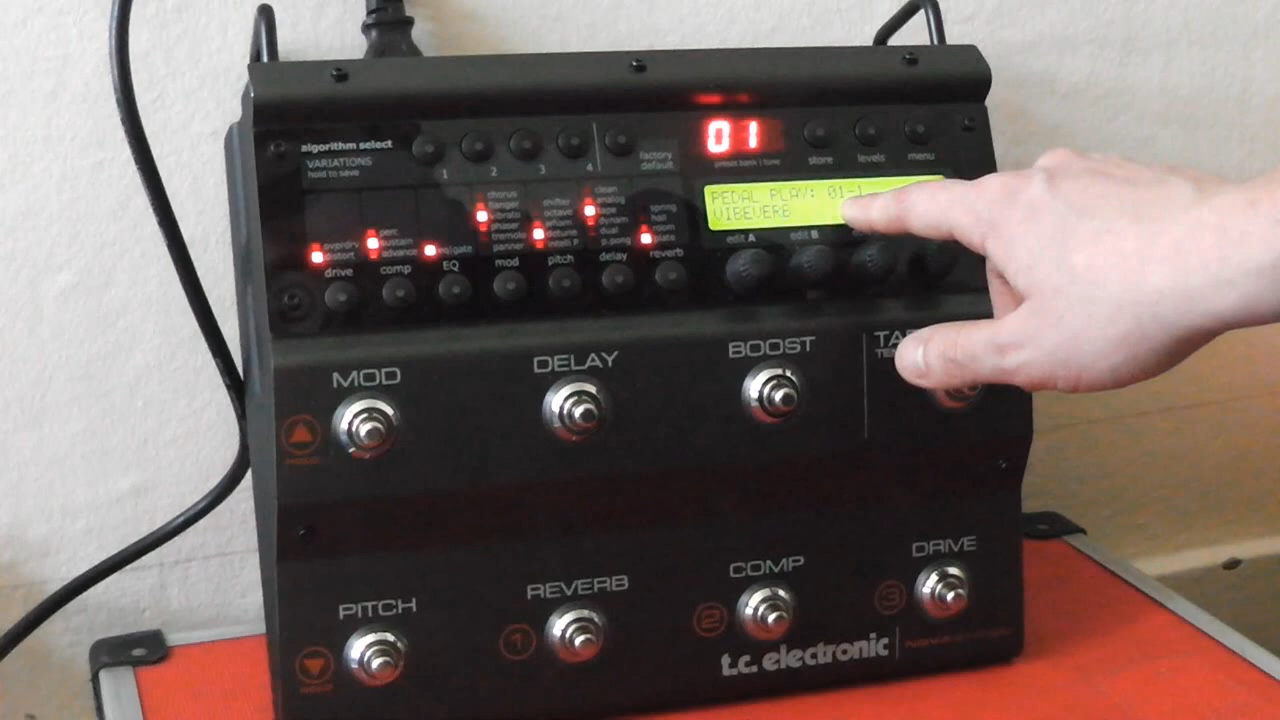 algorithm select
VARIATIONS
hold to save
1 2 3 4
factory
default
01
preset bank | tune
store levels menu
PEDAL PLAY: 01-1
VIBEVERB
edit A edit B
overdrv
distort
drive
perc
sustain
advance
comp
EQ
chorus
flanger
vibrato
phaser
tremolo
panner
mod
shifter
octave
wham
detune
intelli P
pitch
clean
analog
tape
dynam
dual
p.pong
delay
spring
hall
room
plate
reverb
MOD
DELAY
BOOST
PITCH
1
REVERB
2
COMP
3
DRIVE
t.c. electronic